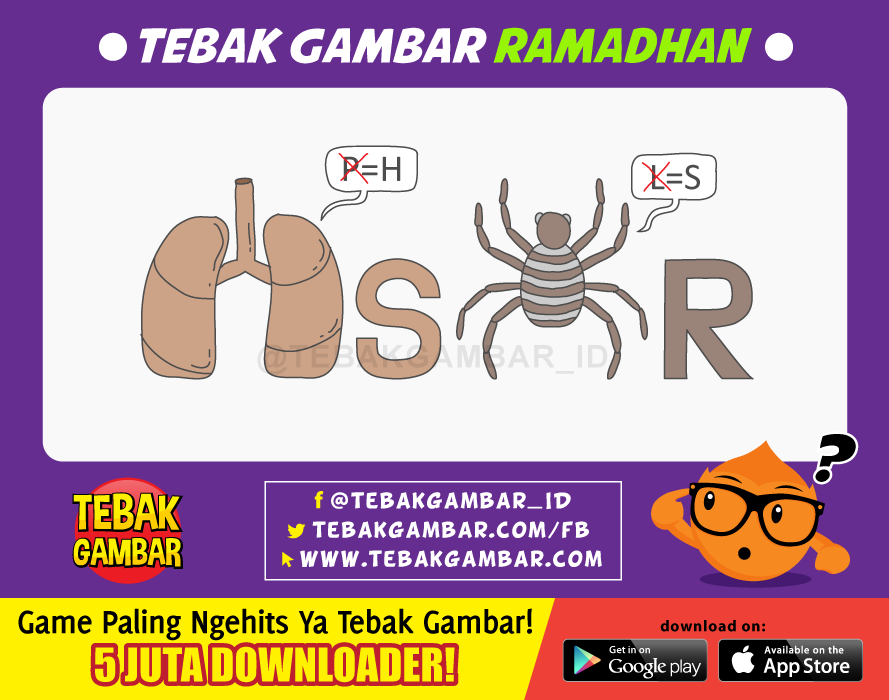 TEBAK GAMBAR RAMADHAN
P=H
L=S
S
R
@TEBAKGAMBAR_ID
TEBAK
GAMBAR
f @TEBAKGAMBAR_ID
TEBAKGAMBAR.COM/FB
WWW.TEBAKGAMBAR.COM
?
Game Paling Ngehits Ya Tebak Gambar!
5 JUTA DOWNLOADER!
download on:
Get it on
Google play
Available on the
App Store